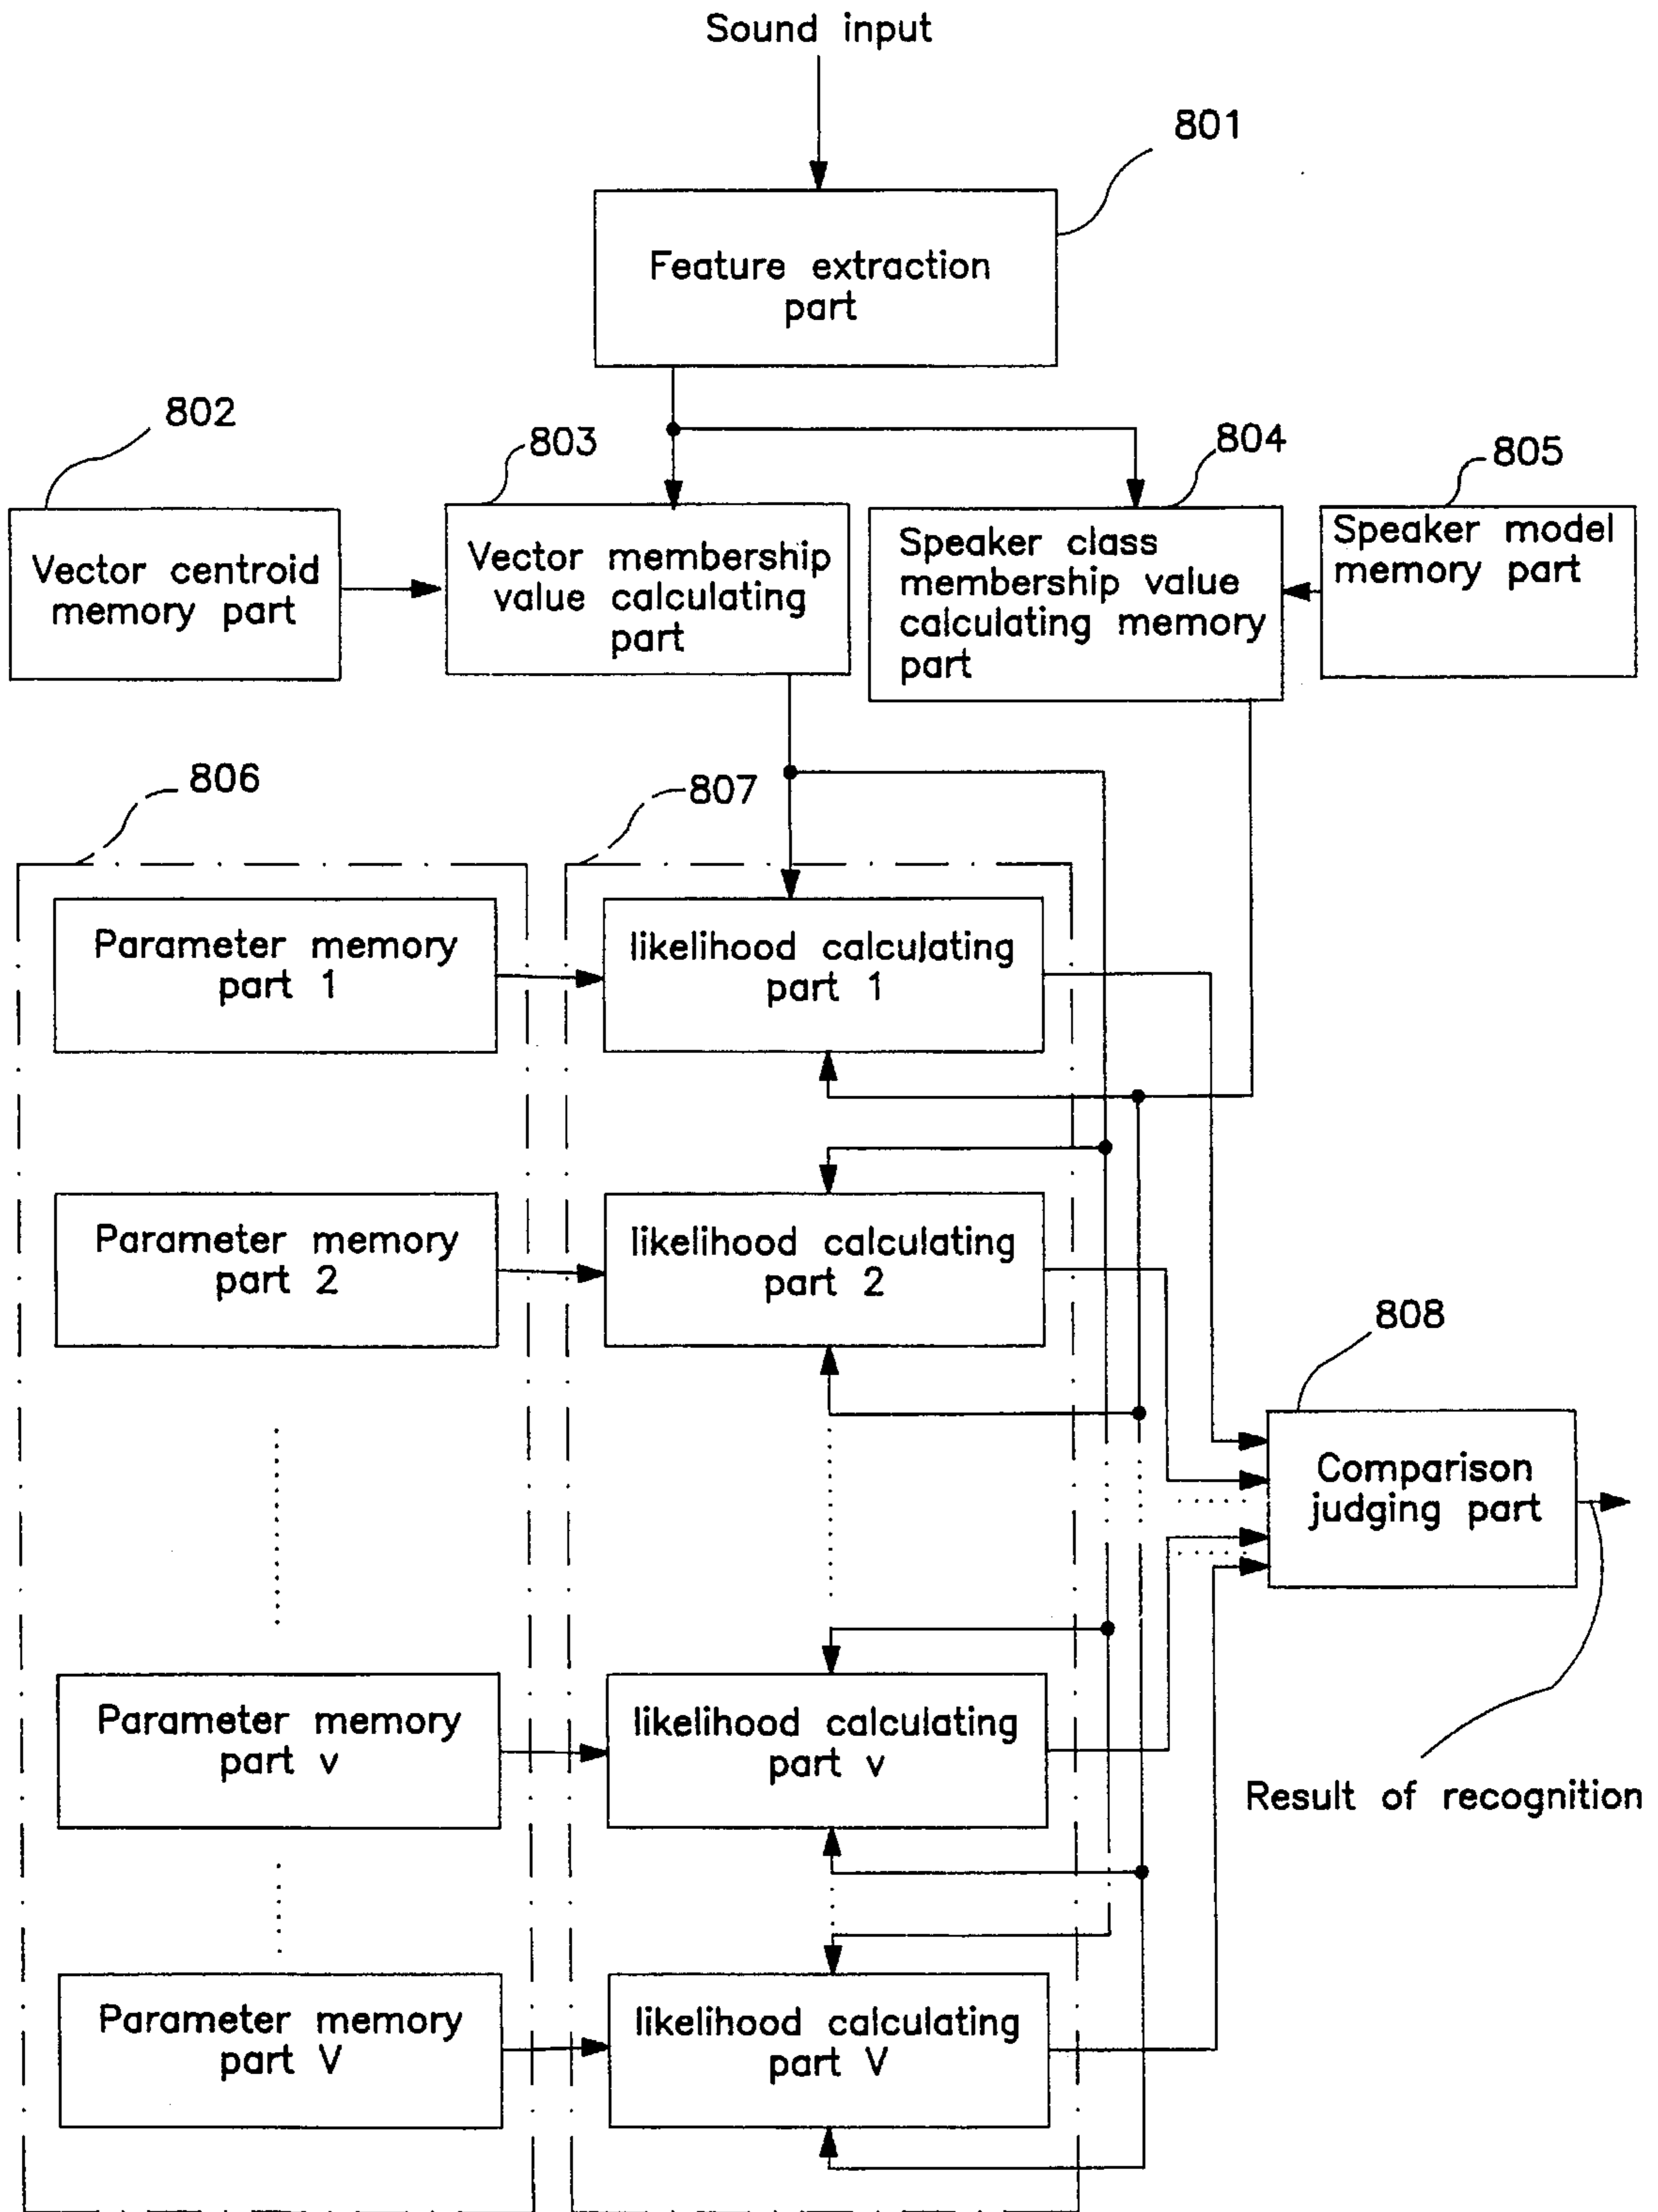 Sound input
801
Feature extraction
part
802
803
804
805
Vector centroid
memory part
Vector membership
value calculating
part
Speaker class
membership value
calculating memory
part
Speaker model
memory part
806
807
Parameter memory
part 1
likelihood calculating
part 1
Parameter memory
part 2
likelihood calculating
part 2
808
Comparison
judging part
Parameter memory
part v
likelihood calculating
part v
Result of recognition
Parameter memory
part V
likelihood calculating
part V